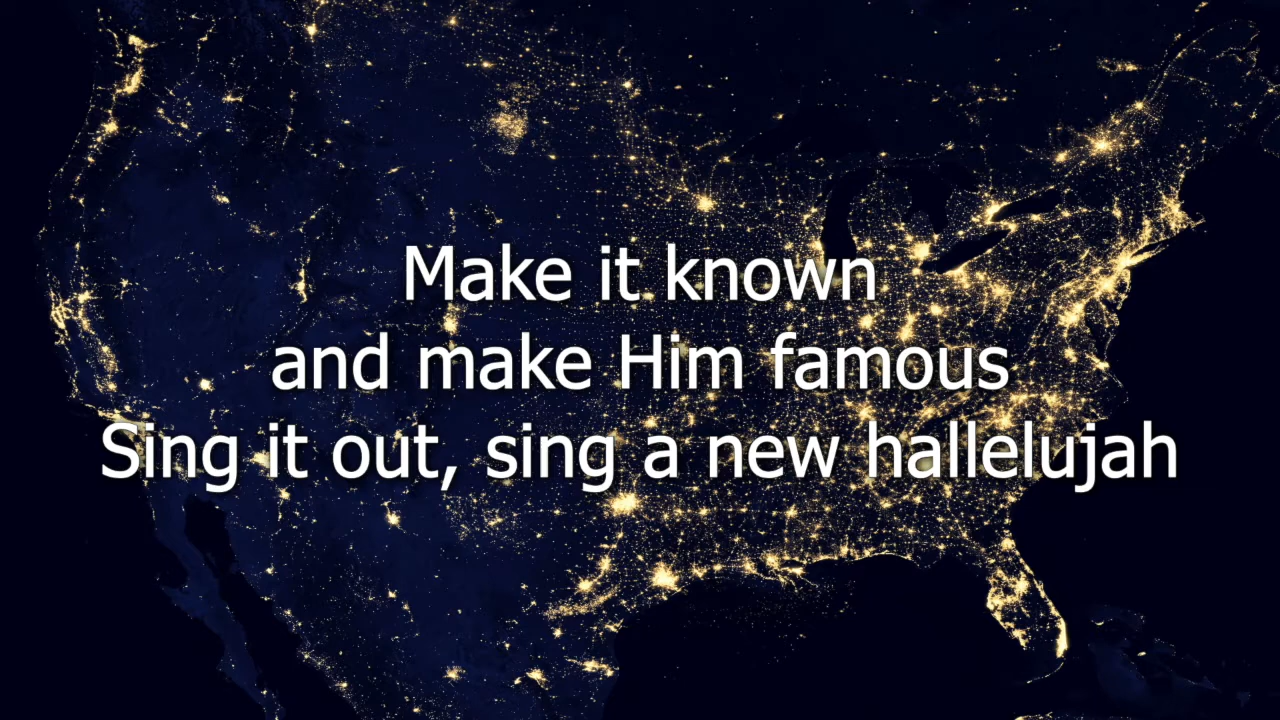 Make it known
and make Him famous
Sing it out, sing a new hallelujah